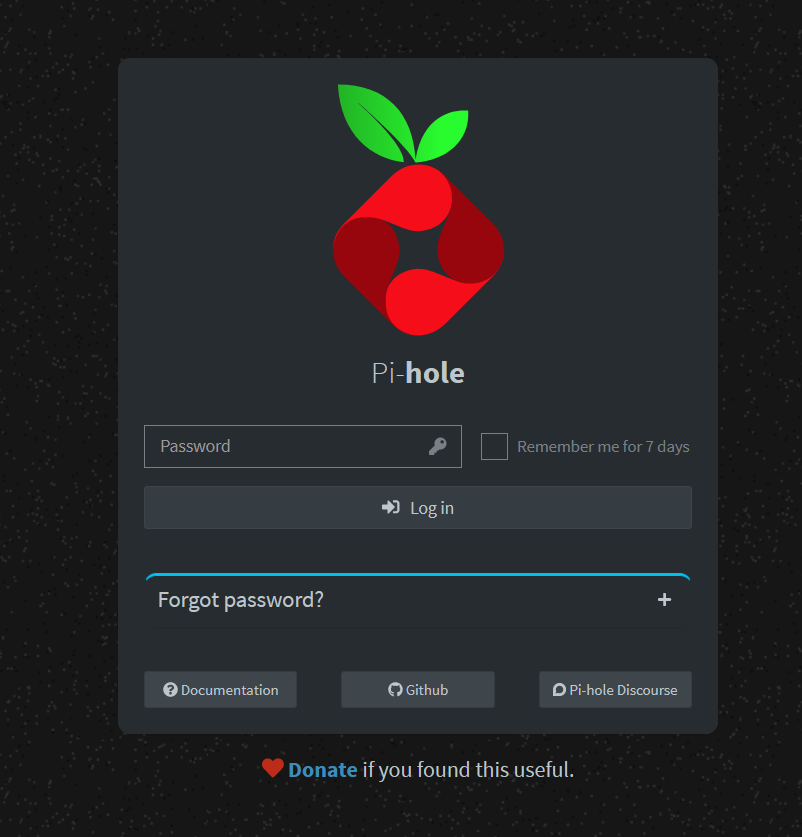 Pi-hole
Password
Remember me for 7 days
Log in
Forgot password?
Documentation
Github
Pi-hole Discourse
Donate if you found this useful.